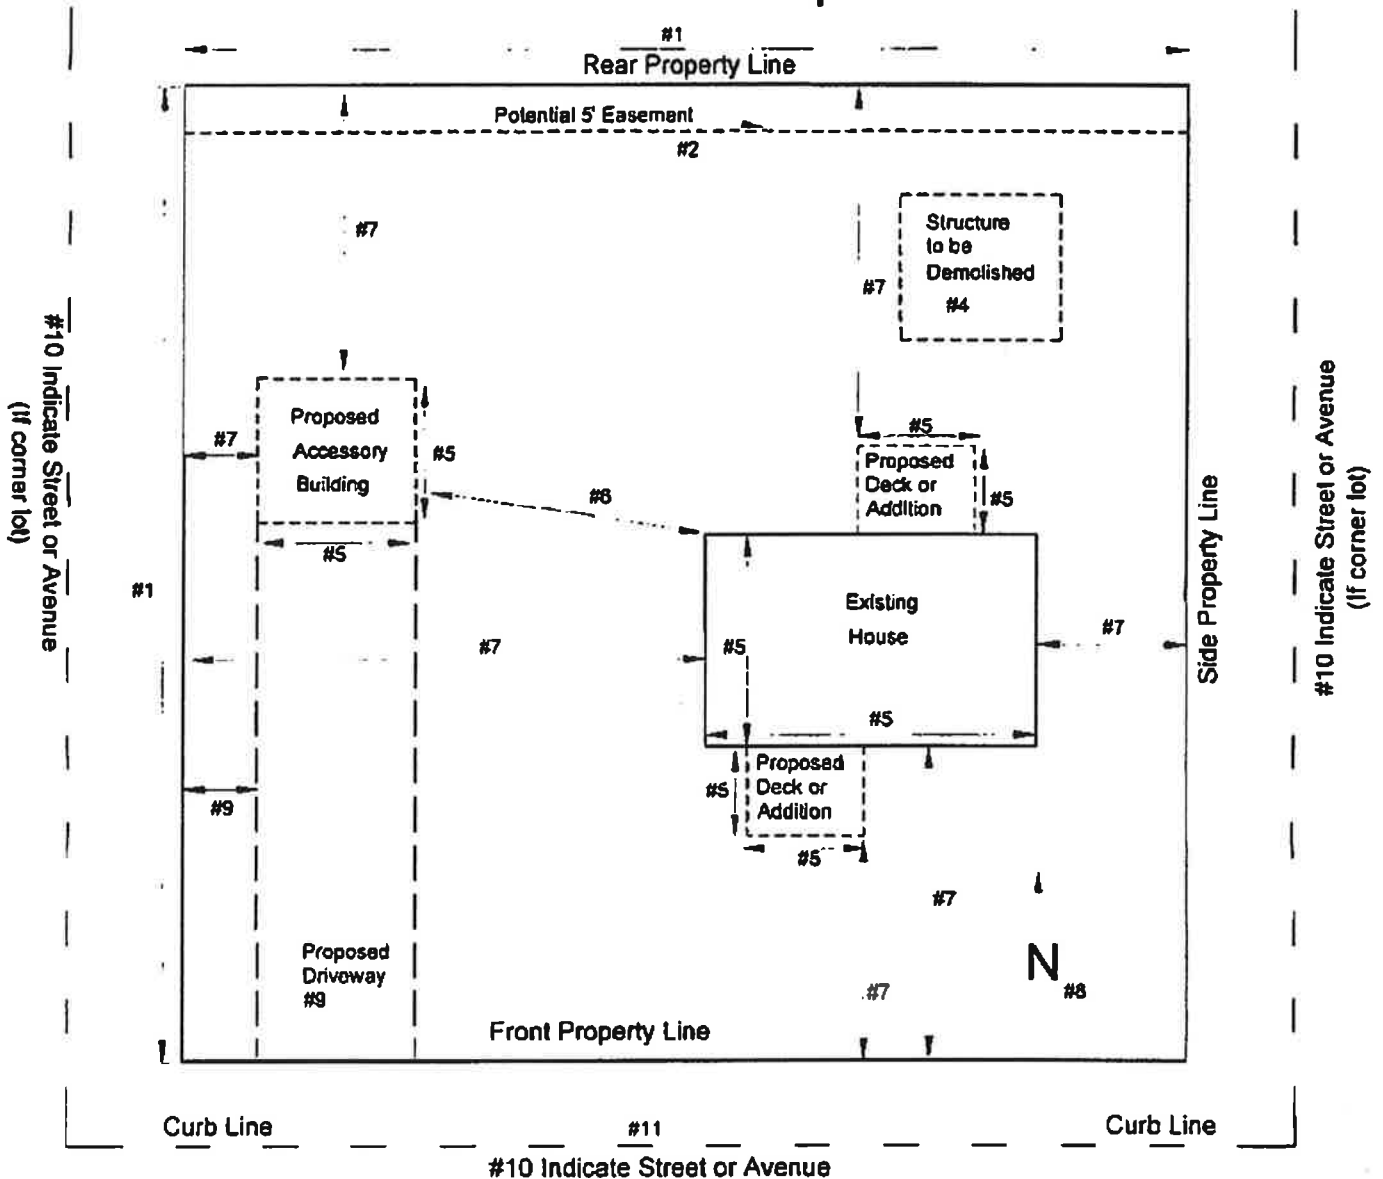 #1
Rear Property Line
Potential 5' Easement
#2
#7
Structure
to be
Demolished
#4
#7
#10 Indicate Street or Avenue
(If corner lot)
Proposed
Accessory
Building
#7
#5
#5
#6
#5
Proposed
Deck or
Addition
#5
Side Property Line
#10 Indicate Street or Avenue
(If corner lot)
#1
Existing
House
#7
#5
#7
#5
Proposed
Deck or
Addition
#5
#5
#9
#7
Proposed
Driveway
#9
N
#8
#7
Front Property Line
Curb Line
#11
Curb Line
#10 Indicate Street or Avenue